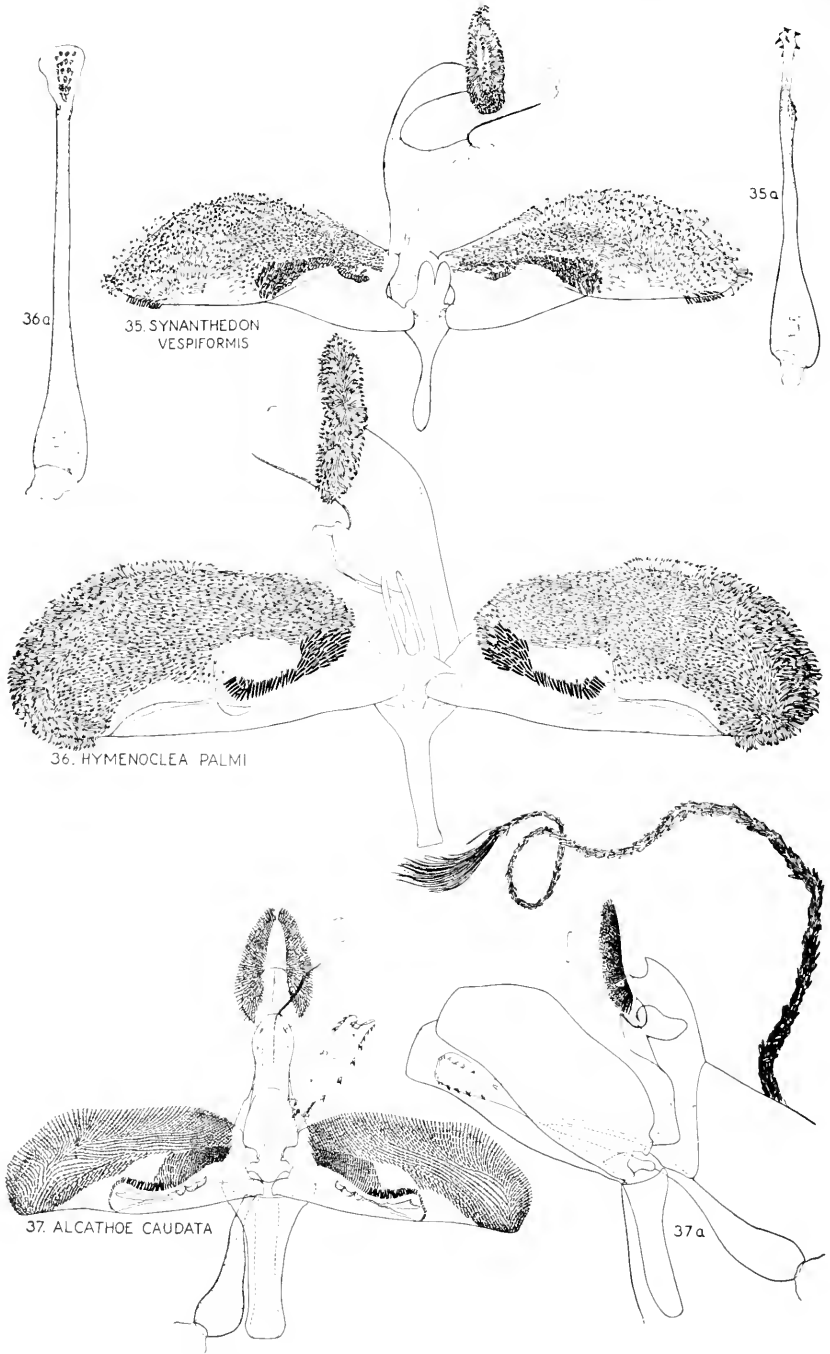 36a
35a
35. SYNANTHEDON
VESPIFORMIS
36. HYMENOCLEA PALMI
37. ALCATHOE CAUDATA
37a